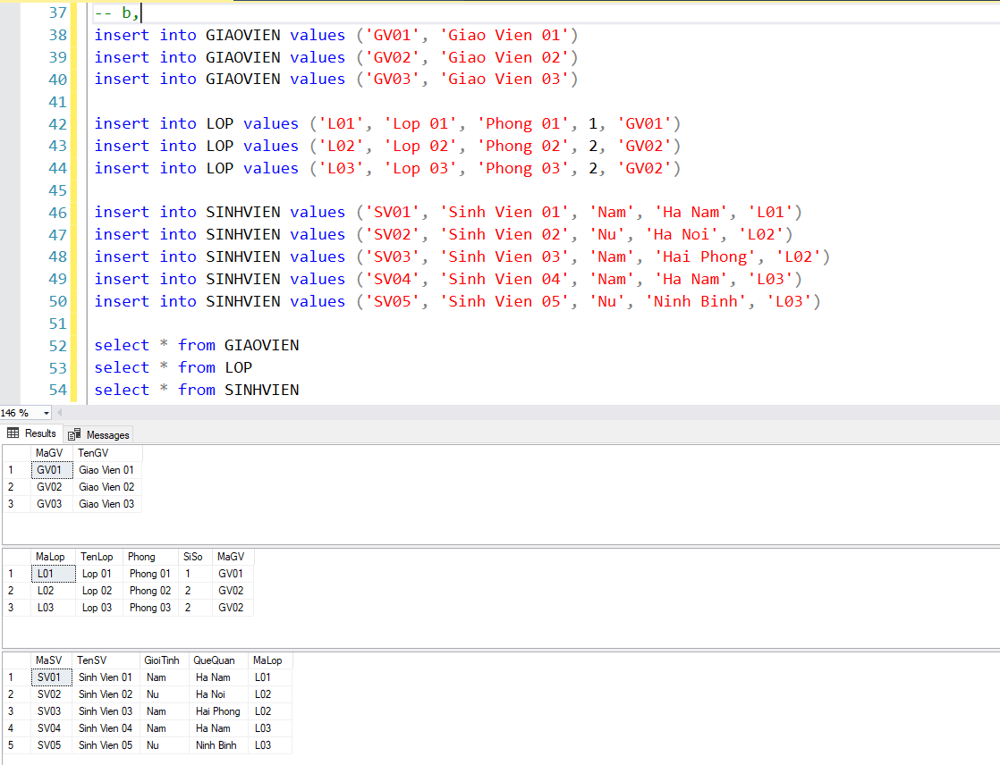 37 -- b,
38 insert into GIAOVIEN values ('GV01', 'Giao Vien 01')
39 insert into GIAOVIEN values ('GV02', 'Giao Vien 02')
40 insert into GIAOVIEN values ('GV03', 'Giao Vien 03')
41
42 insert into LOP values ('L01', 'Lop 01', 'Phong 01', 1, 'GV01')
43 insert into LOP values ('L02', 'Lop 02', 'Phong 02', 2, 'GV02')
44 insert into LOP values ('L03', 'Lop 03', 'Phong 03', 2, 'GV02')
45
46 insert into SINHVIEN values ('SV01', 'Sinh Vien 01', 'Nam', 'Ha Nam', 'L01')
47 insert into SINHVIEN values ('SV02', 'Sinh Vien 02', 'Nu', 'Ha Noi', 'L02')
48 insert into SINHVIEN values ('SV03', 'Sinh Vien 03', 'Nam', 'Hai Phong', 'L02')
49 insert into SINHVIEN values ('SV04', 'Sinh Vien 04', 'Nam', 'Ha Nam', 'L03')
50 insert into SINHVIEN values ('SV05', 'Sinh Vien 05', 'Nu', 'Ninh Binh', 'L03')
51
52 select * from GIAOVIEN
53 select * from LOP
54 select * from SINHVIEN
146 %
Results Messages
MaGV TenGV
1 GV01 Giao Vien 01
2 GV02 Giao Vien 02
3 GV03 Giao Vien 03
MaLop TenLop Phong SiSo MaGV
1 L01 Lop 01 Phong 01 1 GV01
2 L02 Lop 02 Phong 02 2 GV02
3 L03 Lop 03 Phong 03 2 GV02
MaSV TenSV GioiTinh QueQuan MaLop
1 SV01 Sinh Vien 01 Nam Ha Nam L01
2 SV02 Sinh Vien 02 Nu Ha Noi L02
3 SV03 Sinh Vien 03 Nam Hai Phong L02
4 SV04 Sinh Vien 04 Nam Ha Nam L03
5 SV05 Sinh Vien 05 Nu Ninh Binh L03